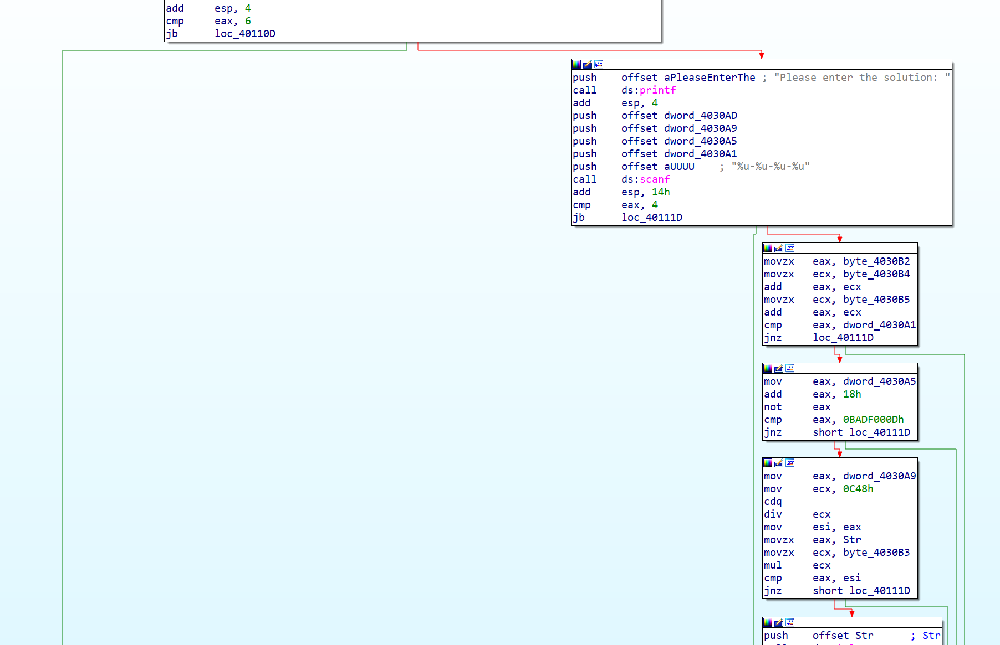 add esp, 4
cmp eax, 6
jb loc_40110D
push offset aPleaseEnterThe ; "Please enter the solution: "
call ds:printf
add esp, 4
push offset dword_4030AD
push offset dword_4030A9
push offset dword_4030A5
push offset dword_4030A1
push offset aUUUU ; "%u-%u-%u-%u"
call ds:scanf
add esp, 14h
cmp eax, 4
jb loc_40111D
movzx eax, byte_4030B2
movzx ecx, byte_4030B4
add eax, ecx
movzx ecx, byte_4030B5
add eax, ecx
cmp eax, dword_4030A1
jnz loc_40111D
mov eax, dword_4030A5
add eax, 18h
not eax
cmp eax, 0BADF000Dh
jnz short loc_40111D
mov eax, dword_4030A9
mov ecx, 0C48h
cdq
div ecx
mov esi, eax
movzx eax, Str
movzx ecx, byte_4030B3
mul ecx
cmp eax, esi
jnz short loc_40111D
push offset Str ; Str